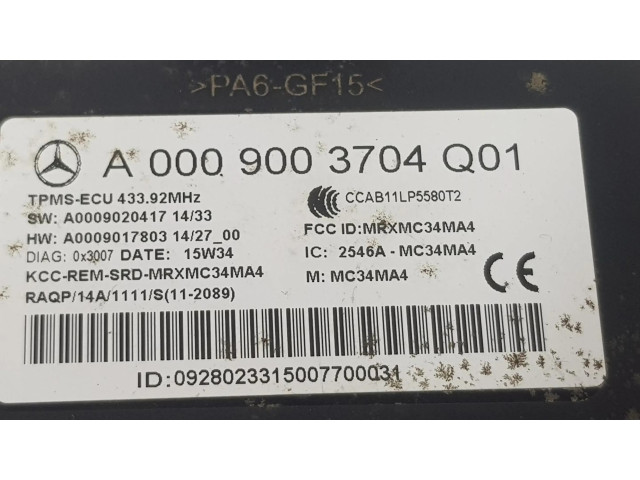 >PA6-GF15<
A 000 900 3704 Q01
TPMS-ECU 433.92MHz
CCAB11LP5580T2
SW: A0009020417 14/33
FCC ID:MRXMC34MA4
HW: A0009017803 14/27_00
IC: 2546A - MC34MA4
DIAG: 0x3007 DATE: 15W34
M: MC34MA4
CE
KCC-REM-SRD-MRXMC34MA4
RAQP/14A/1111/S(11-2089)
ID:0928023315007700031